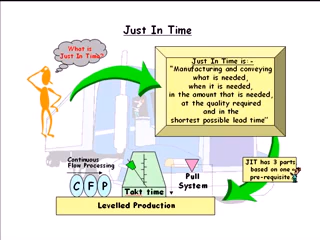 Just In Time
What is
Just In Time?
Just In Time is:-
"Manufacturing and conveying
what is needed,
when it is needed,
in the amount that is needed,
at the quality required
and in the
shortest possible lead time"
JIT has 3 parts
based on one
pre-requisite
Continuous
Flow Processing
C F P
Takt time
Pull
System
Levelled Production